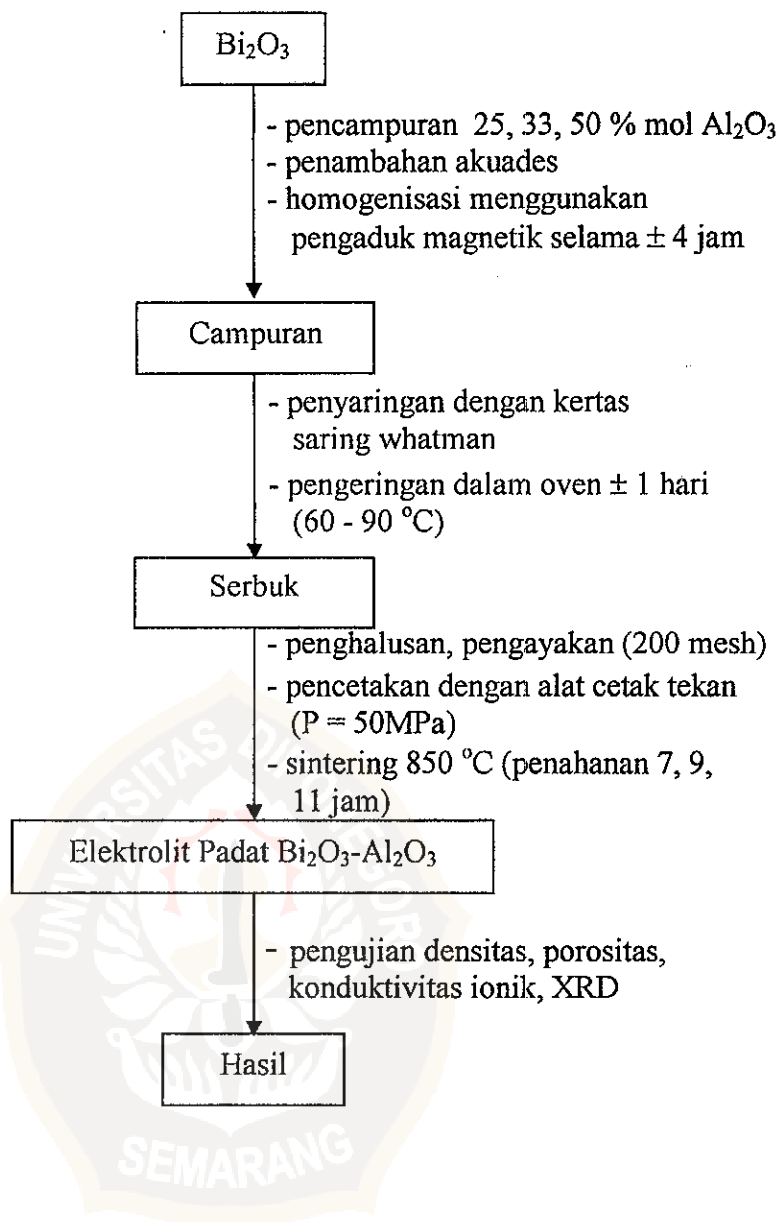 Bi₂O₃
- pencampuran 25, 33, 50 % mol Al₂O₃
- penambahan akuades
- homogenisasi menggunakan
pengaduk magnetik selama ± 4 jam
Campuran
- penyaringan dengan kertas
saring whatman
- pengeringan dalam oven ± 1 hari
(60 - 90 °C)
Serbuk
- penghalusan, pengayakan (200 mesh)
- pencetakan dengan alat cetak tekan
(P = 50MPa)
- sintering 850 °C (penahanan 7, 9,
11 jam)
Elektrolit Padat Bi₂O₃-Al₂O₃
- pengujian densitas, porositas,
konduktivitas ionik, XRD
Hasil
UNIVERSITAS DIPONEGORO
SEMARANG